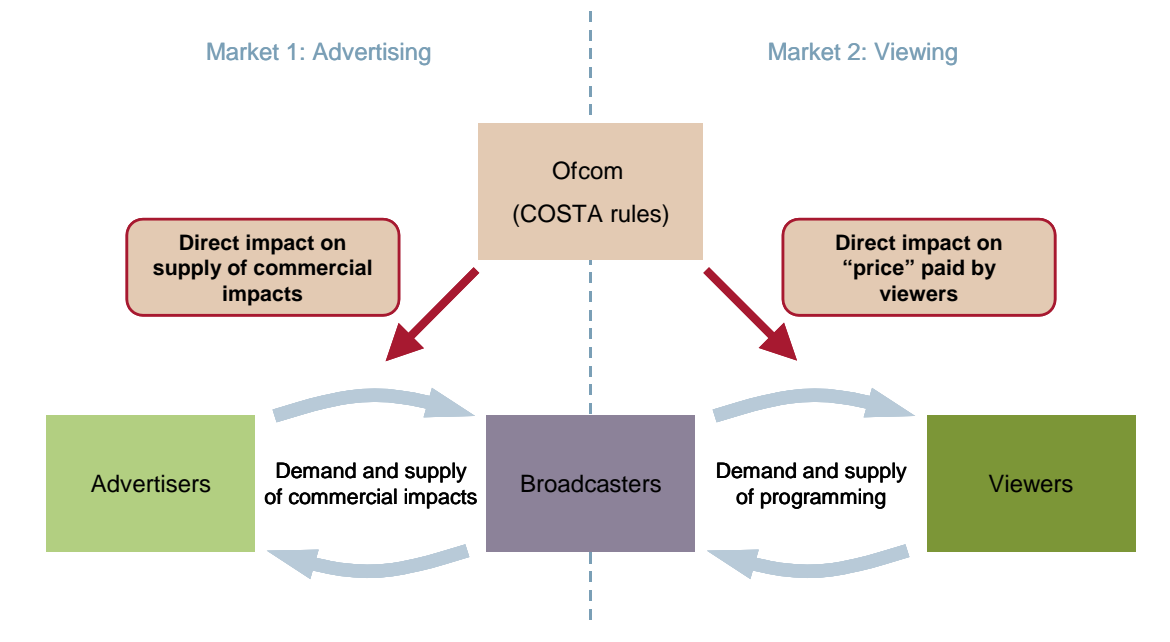 Market 1: Advertising
Market 2: Viewing
Ofcom
(COSTA rules)
Direct impact on
supply of commercial
impacts
Direct impact on
“price” paid by
viewers
Advertisers
Demand and supply
of commercial impacts
Broadcasters
Demand and supply
of programming
Viewers